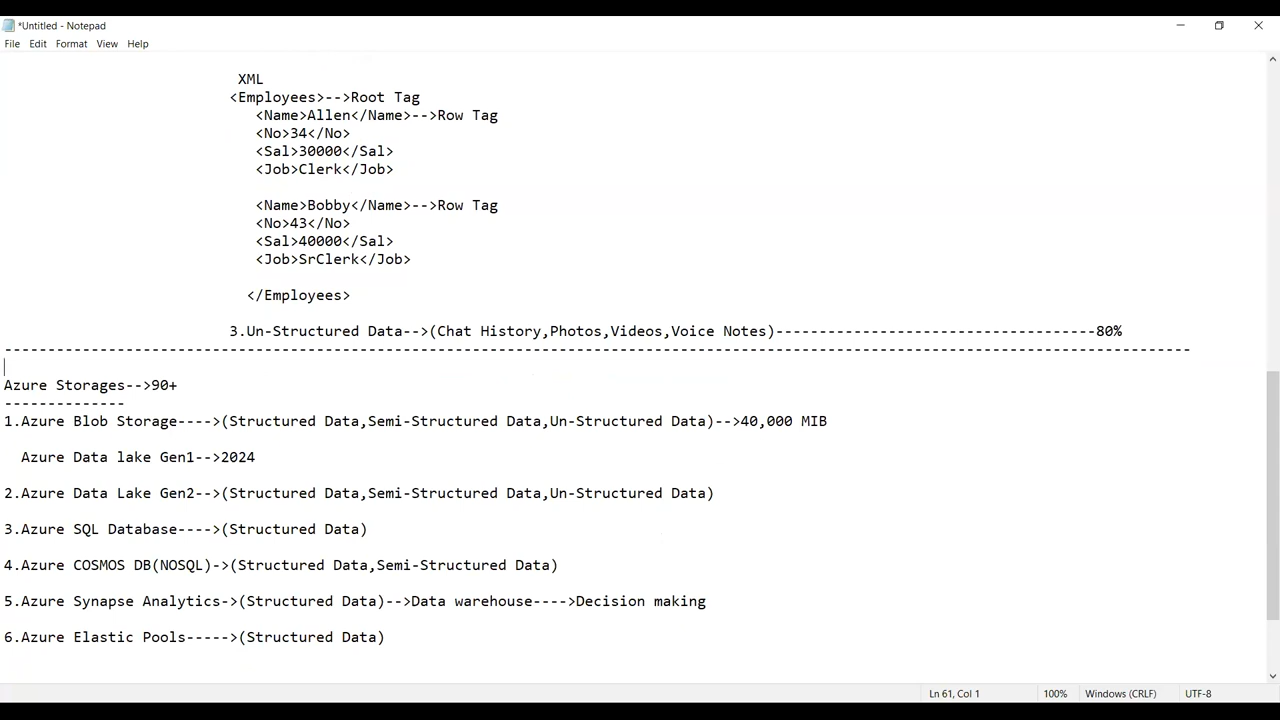 *Untitled - Notepad
File Edit Format View Help
XML
<Employees>-->Root Tag
<Name>Allen</Name>-->Row Tag
<No>34</No>
<Sal>30000</Sal>
<Job>Clerk</Job>
<Name>Bobby</Name>-->Row Tag
<No>43</No>
<Sal>40000</Sal>
<Job>SrClerk</Job>
</Employees>
3.Un-Structured Data-->(Chat History,Photos,Videos,Voice Notes)-------------------------------------80%
-----------------------------------------------------------------------------------------------------------------------------------------
Azure Storages-->90+
--------------
1.Azure Blob Storage---->(Structured Data,Semi-Structured Data,Un-Structured Data)-->40,000 MIB
Azure Data lake Gen1-->2024
2.Azure Data Lake Gen2-->(Structured Data,Semi-Structured Data,Un-Structured Data)
3.Azure SQL Database---->(Structured Data)
4.Azure COSMOS DB(NOSQL)->(Structured Data,Semi-Structured Data)
5.Azure Synapse Analytics->(Structured Data)-->Data warehouse---->Decision making
6.Azure Elastic Pools----->(Structured Data)
Ln 61, Col 1 100% Windows (CRLF) UTF-8